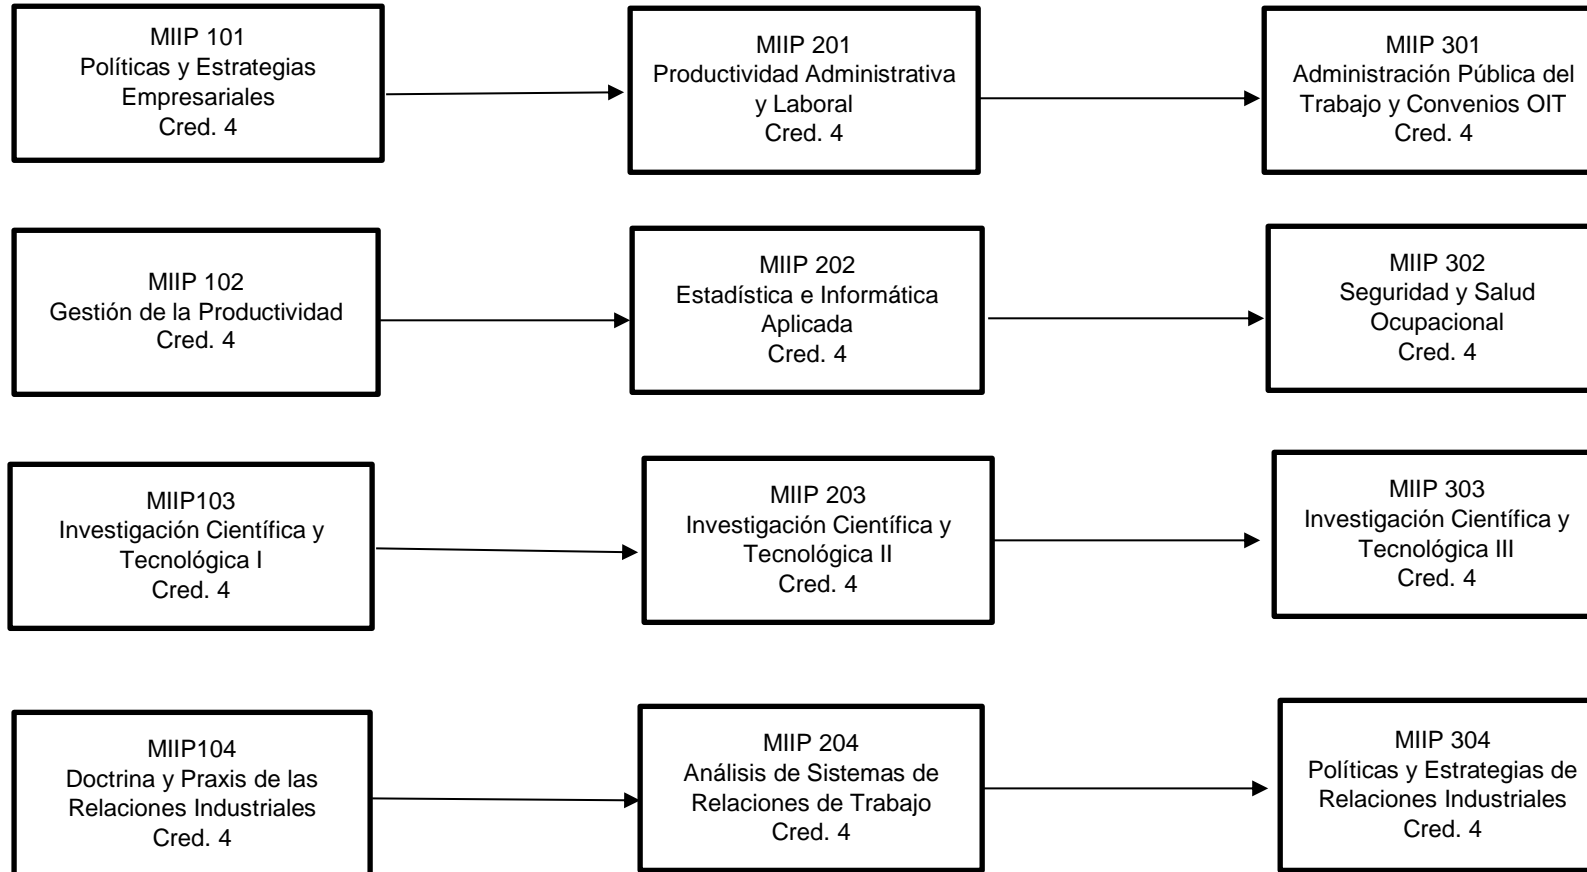 MIIP 101
Políticas y Estrategias
Empresariales
Cred. 4
MIIP 201
Productividad Administrativa
y Laboral
Cred. 4
MIIP 301
Administración Pública del
Trabajo y Convenios OIT
Cred. 4
MIIP 102
Gestión de la Productividad
Cred. 4
MIIP 202
Estadística e Informática
Aplicada
Cred. 4
MIIP 302
Seguridad y Salud
Ocupacional
Cred. 4
MIIP103
Investigación Científica y
Tecnológica I
Cred. 4
MIIP 203
Investigación Científica y
Tecnológica II
Cred. 4
MIIP 303
Investigación Científica y
Tecnológica III
Cred. 4
MIIP104
Doctrina y Praxis de las
Relaciones Industriales
Cred. 4
MIIP 204
Análisis de Sistemas de
Relaciones de Trabajo
Cred. 4
MIIP 304
Políticas y Estrategias de
Relaciones Industriales
Cred. 4